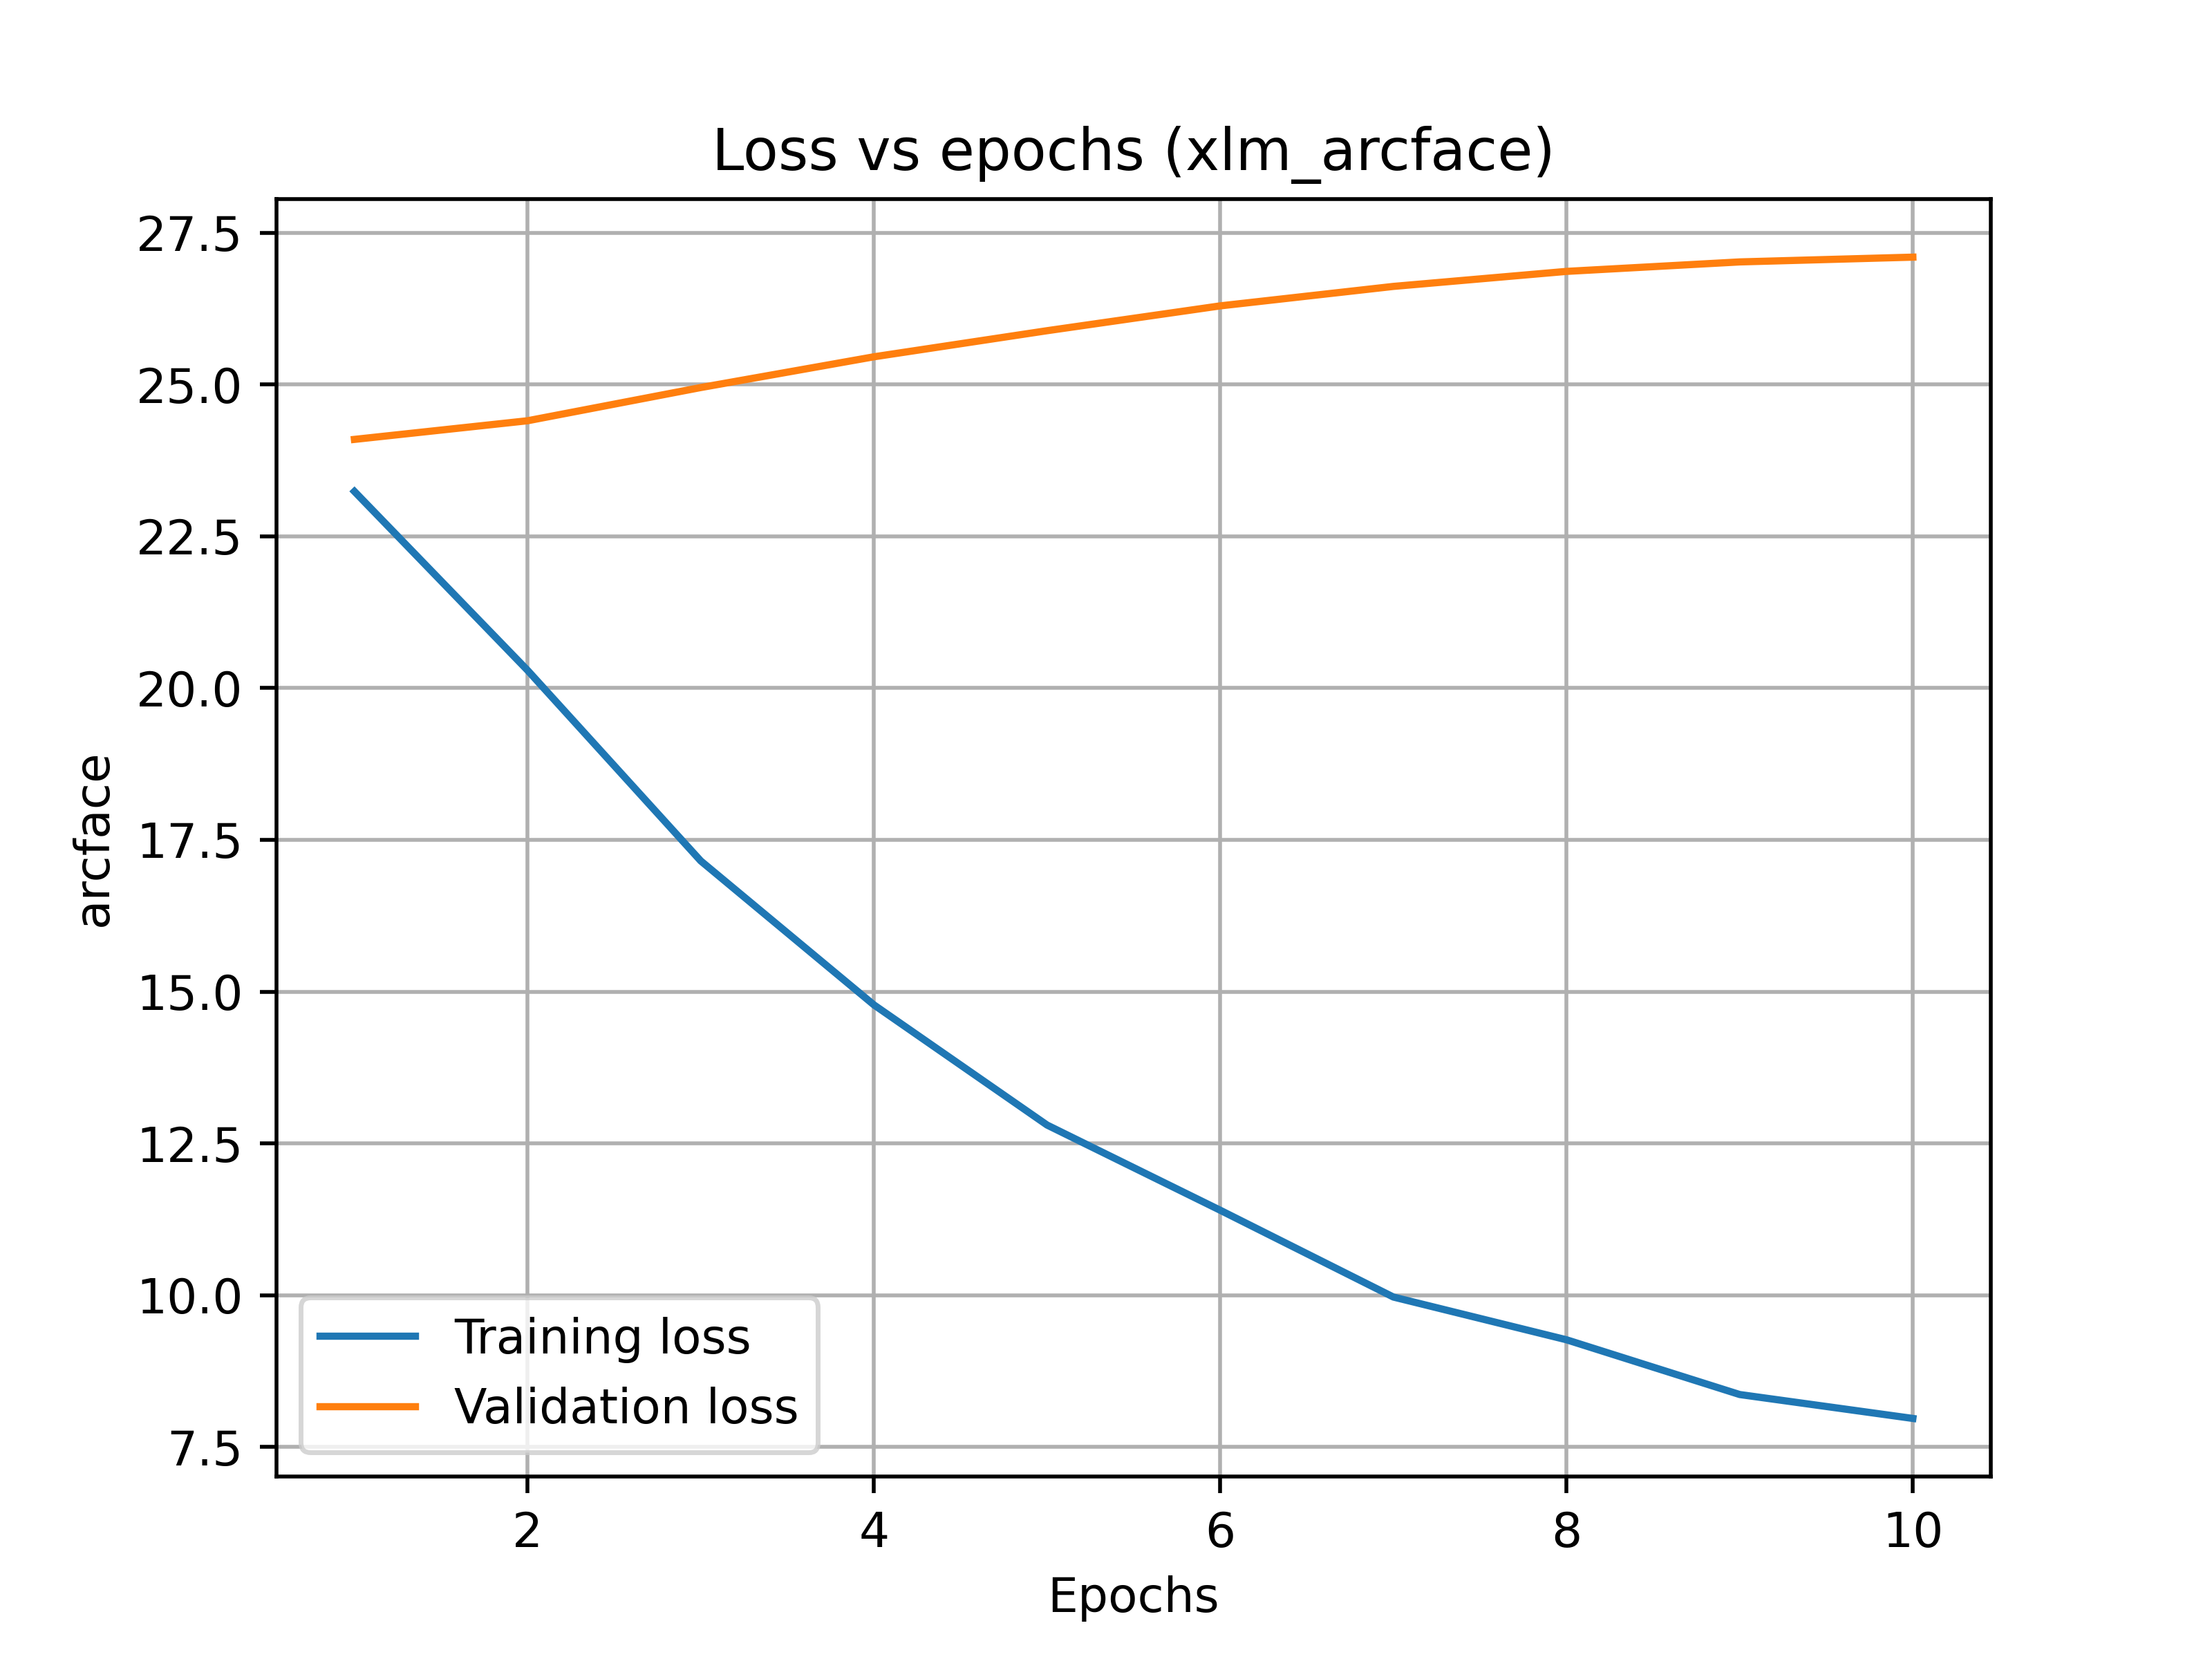 Loss vs epochs (xlm_arcface)
27.5
25.0
22.5
20.0
17.5
15.0
12.5
10.0
7.5
arcface
Training loss
Validation loss
2 4 6 8 10
Epochs